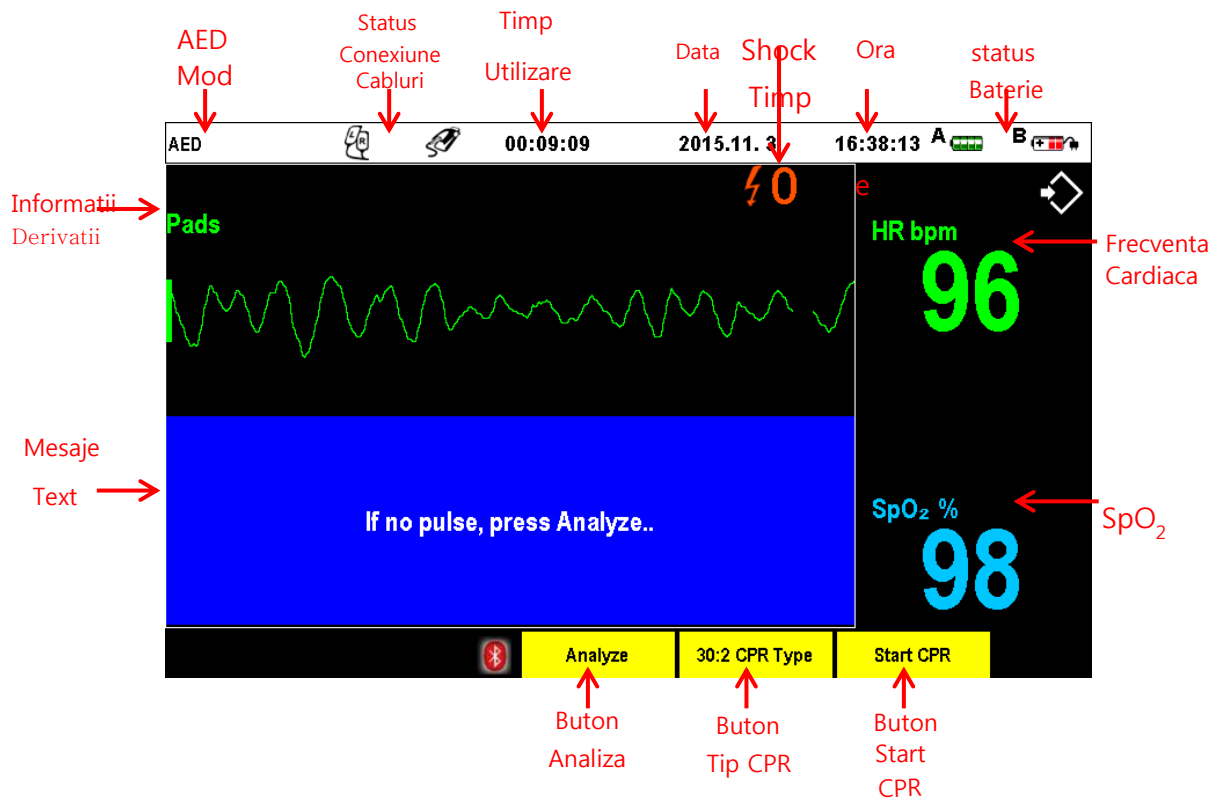 AED
Mod
Status
Conexiune
Cabluri
Timp
Utilizare
Data
Shock
Timp
Ora
status
Baterie
AED
L
R
00:09:09
2015.11. 3
16:38:13
A
B
0
e
Informatii
Derivatii
Pads
HR bpm
96
Frecventa
Cardiaca
Mesaje
Text
If no pulse, press Analyze..
SpO₂ %
98
SpO₂
Analyze
30:2 CPR Type
Start CPR
Buton
Analiza
Buton
Tip CPR
Buton
Start
CPR